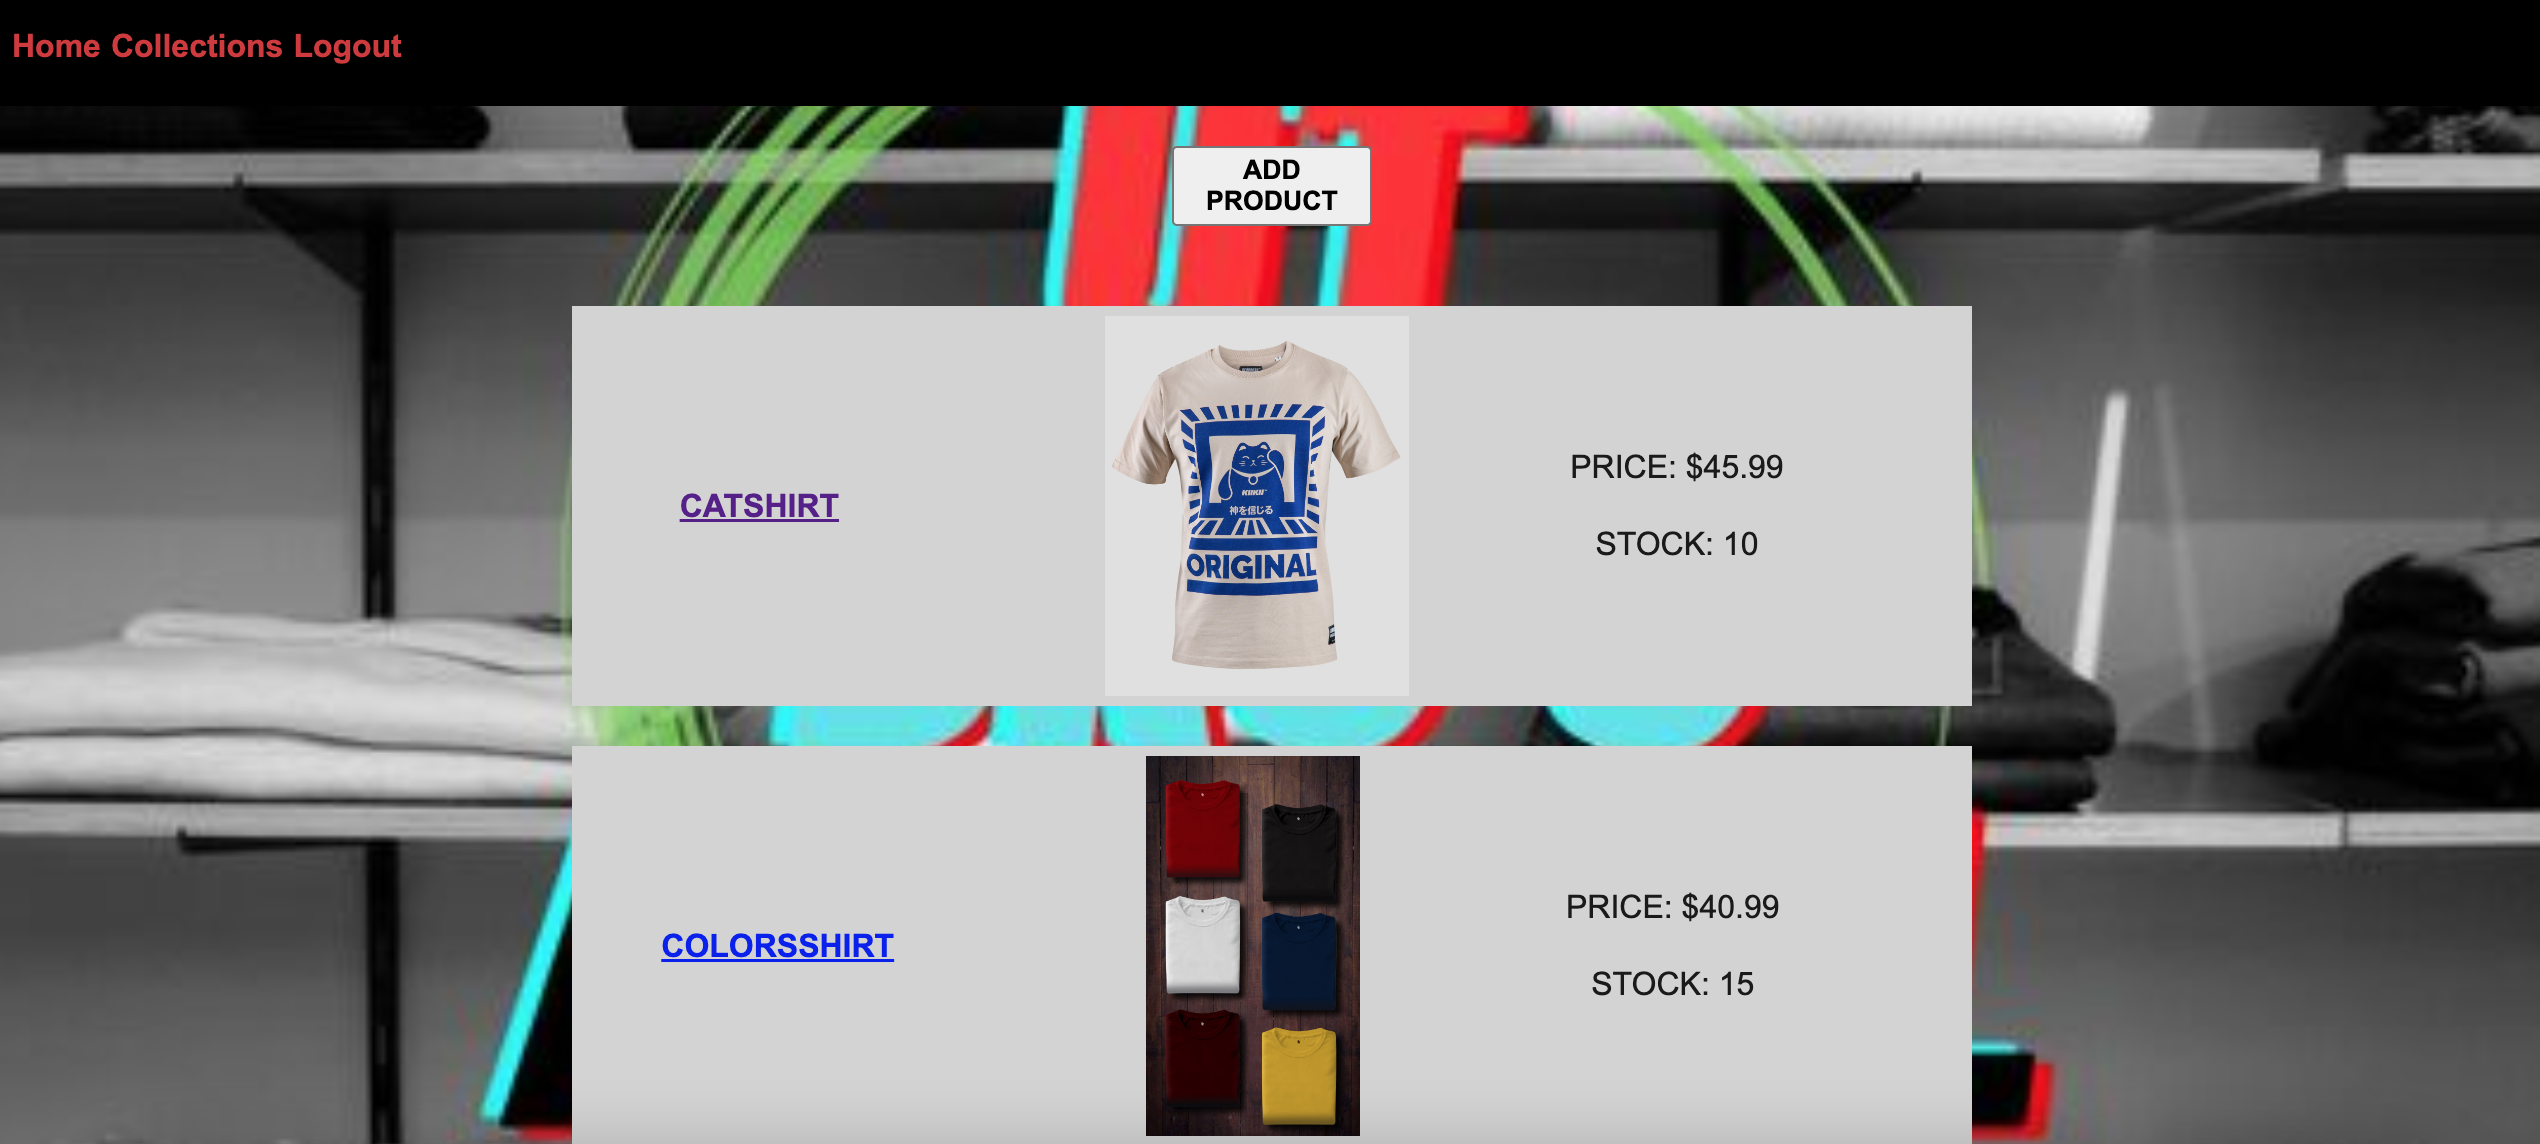 Home Collections Logout
ADD
PRODUCT
CATSHIRT
KUKU
神を信じる
ORIGINAL
PRICE: $45.99
STOCK: 10
COLORSSHIRT
PRICE: $40.99
STOCK: 15